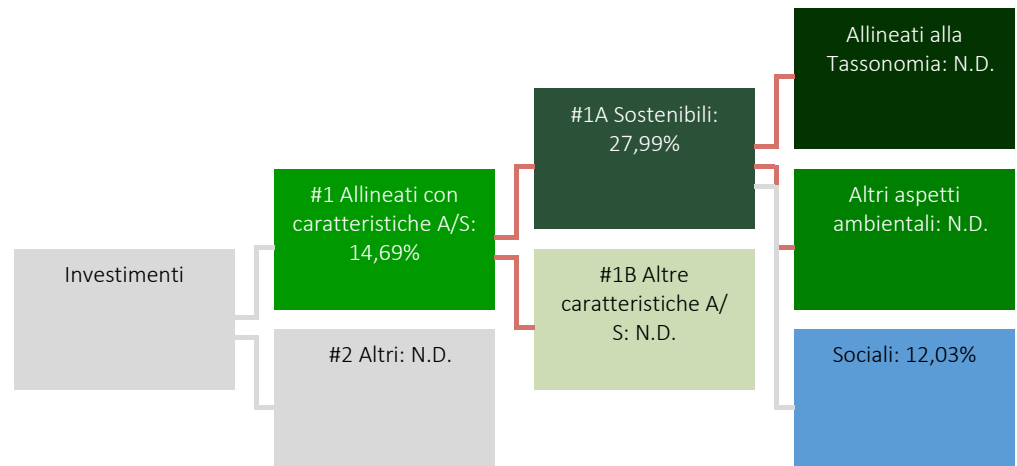 Investimenti
#1 Allineati con
caratteristiche A/S:
14,69%
#2 Altri: N.D.
#1A Sostenibili:
27,99%
#1B Altre
caratteristiche A/
S: N.D.
Allineati alla
Tassonomia: N.D.
Altri aspetti
ambientali: N.D.
Sociali: 12,03%